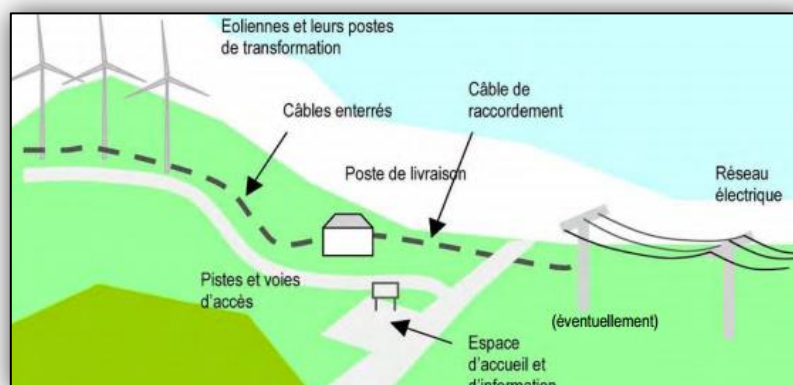 Eoliennes et leurs postes
de transformation
Câbles enterrés
Câble de
raccordement
Poste de livraison
Réseau
électrique
Pistes et voies
d'accès
(éventuellement)
Espace
d'accueil et
d'information